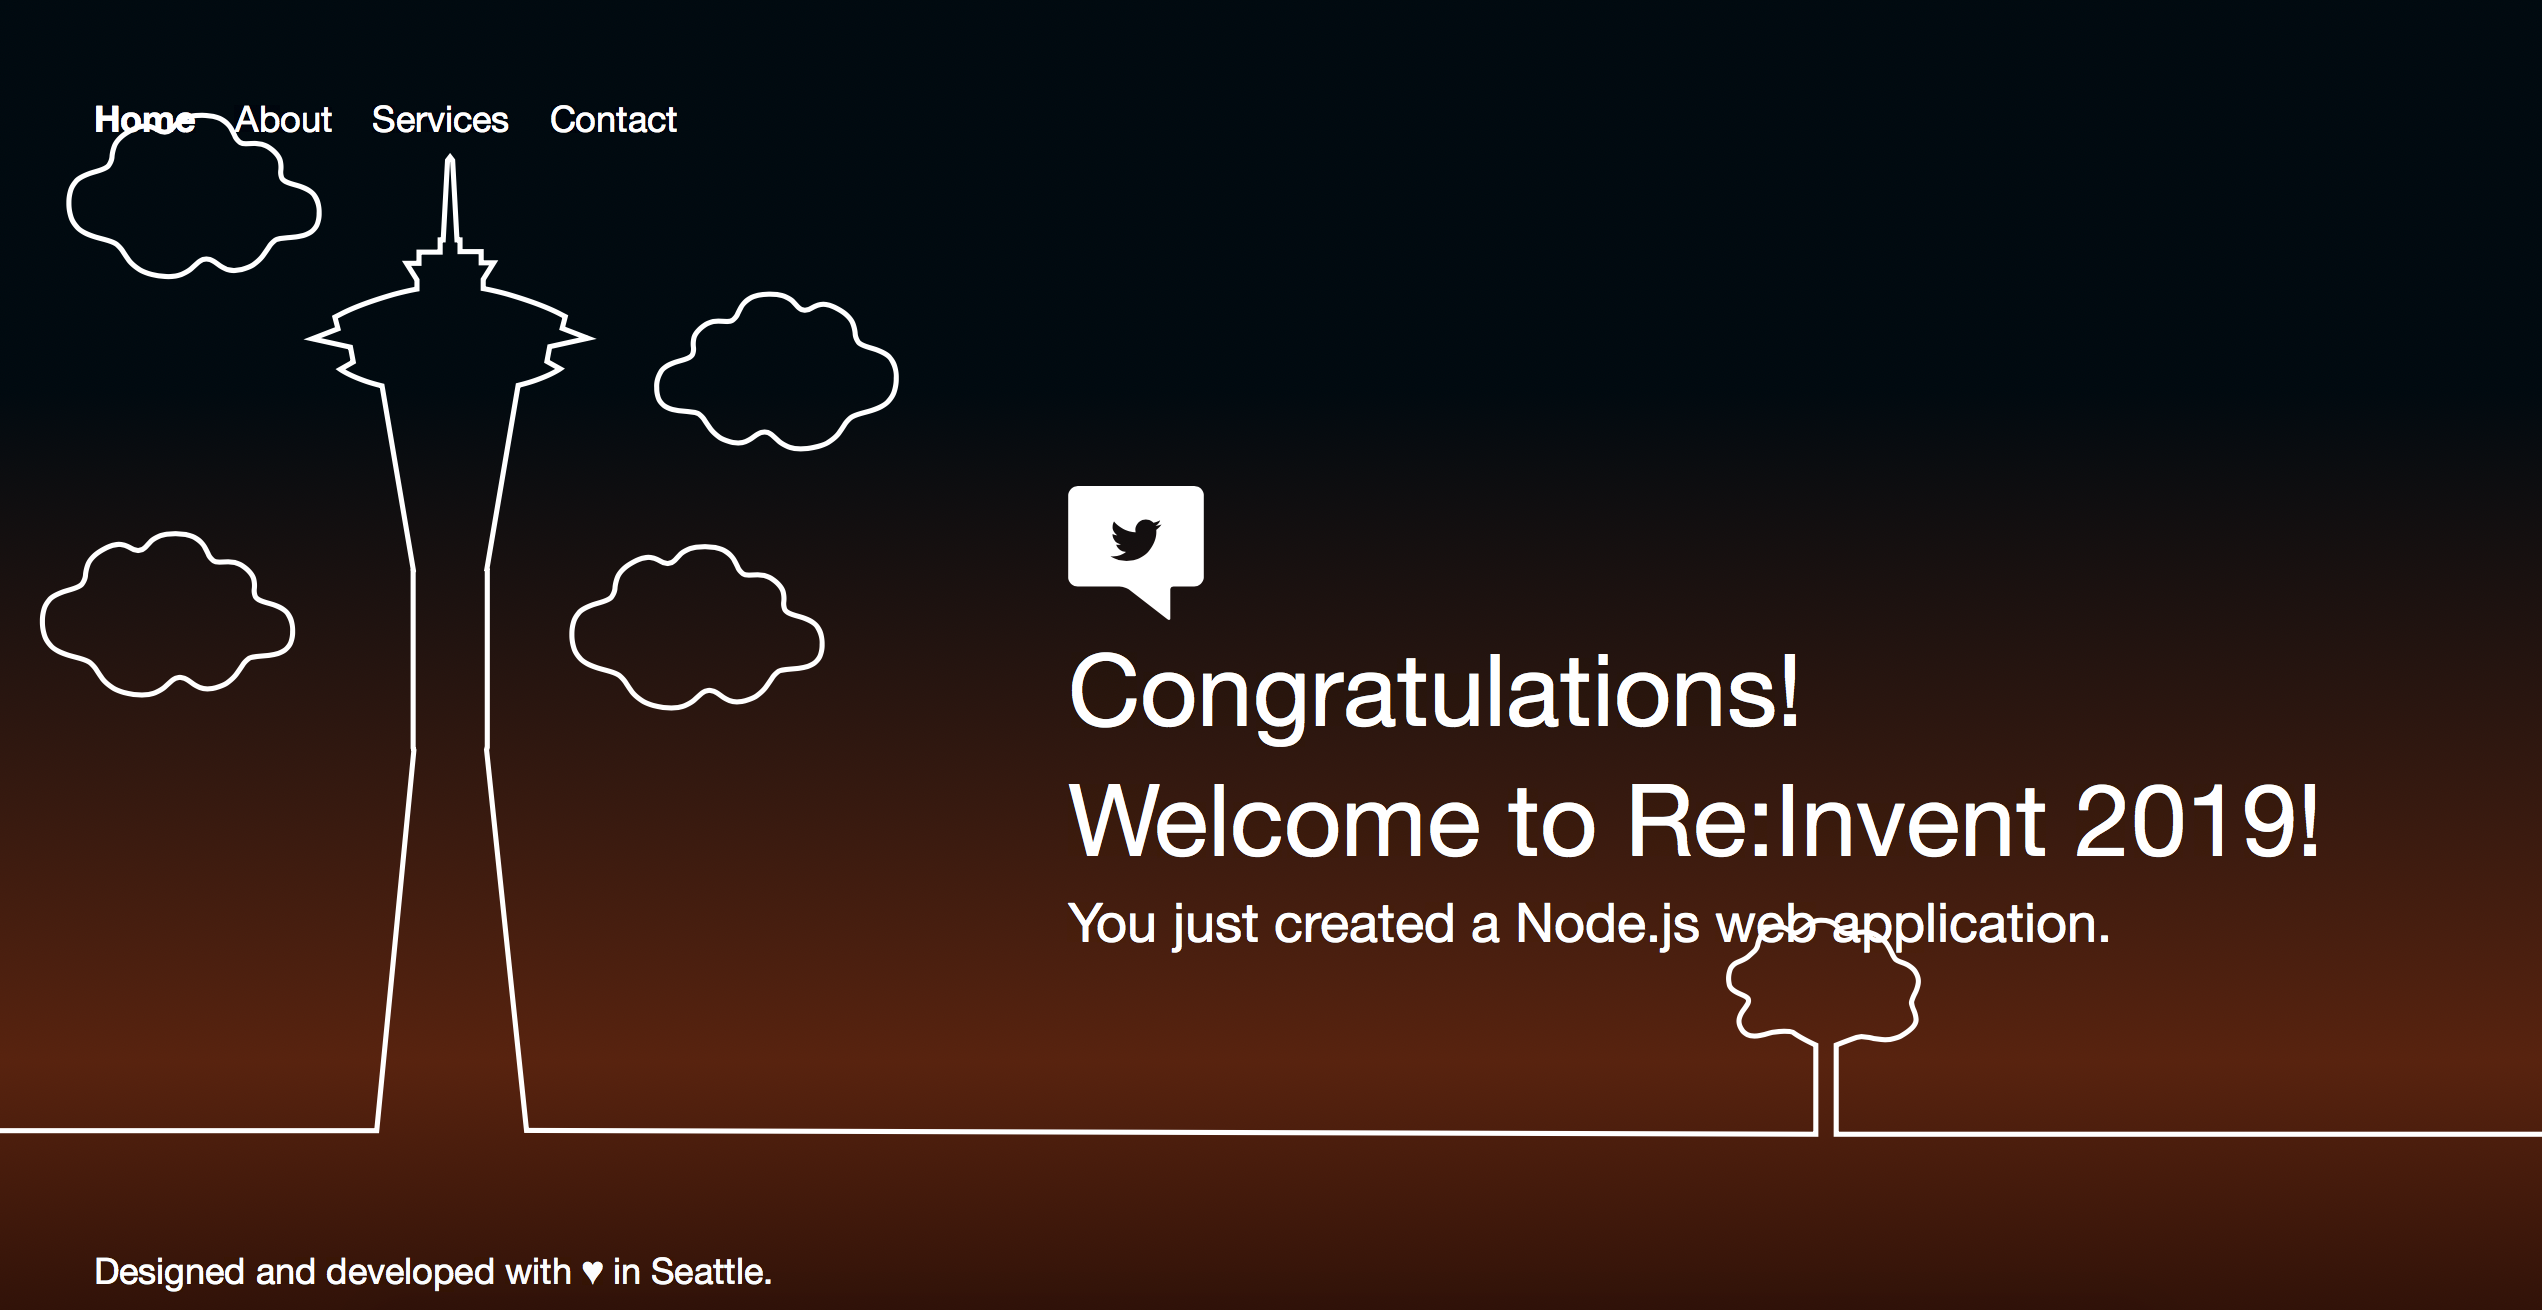 Home About Services Contact
Congratulations!
Welcome to Re:Invent 2019!
You just created a Node.js web application.
Designed and developed with ♥ in Seattle.